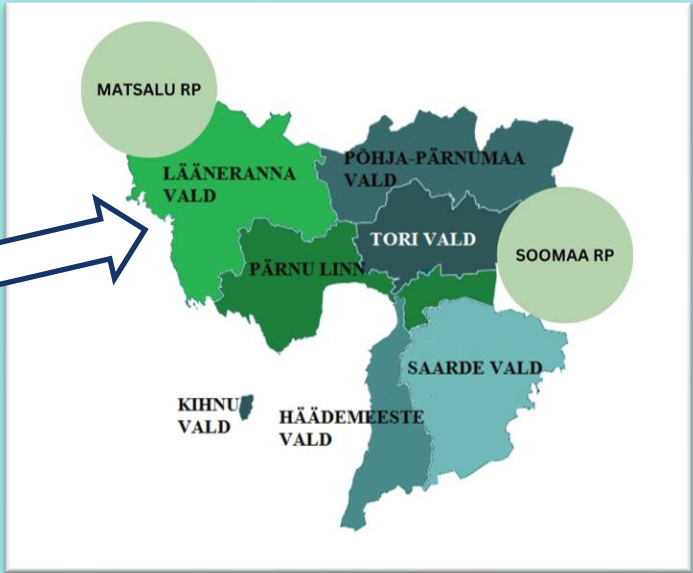 MATSALU RP
LÄÄNERANNA
VALD
PÕHJA-PÄRNUMAA
VALD
TORI VALD
SOOMAA RP
PÄRNU LINN
SAARDE VALD
KIHNU
VALD
HÄÄDEMEESTE
VALD